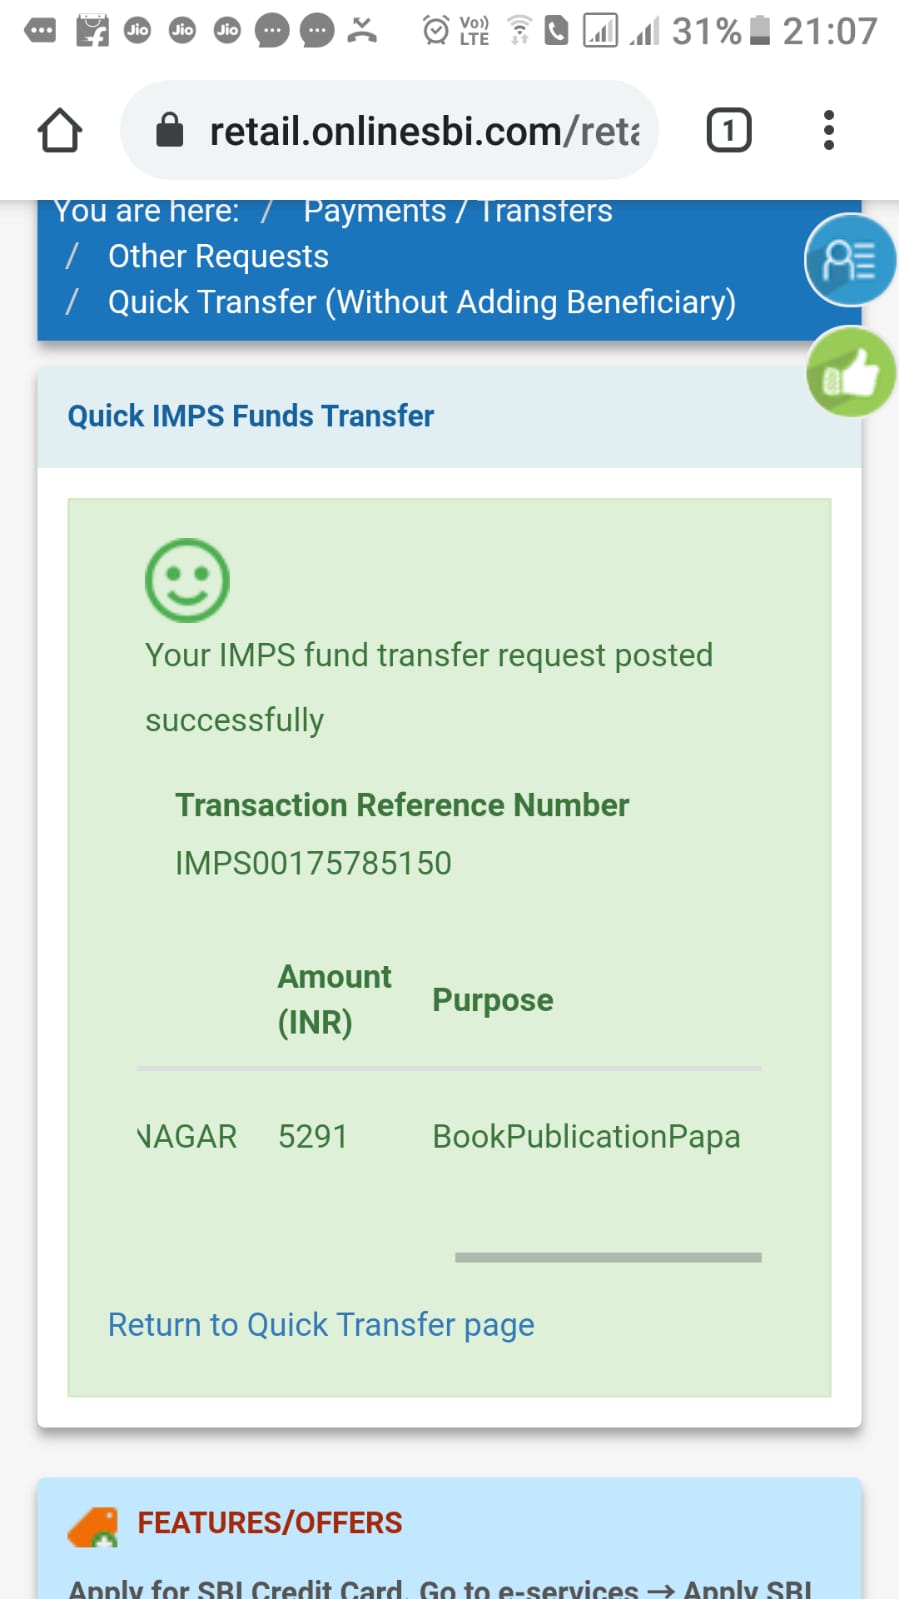 Jio Jio Jio Vo)) LTE 31% 21:07
retail.onlinesbi.com/reta
1
You are here: / Payments / Transfers
/ Other Requests
/ Quick Transfer (Without Adding Beneficiary)
Quick IMPS Funds Transfer
Your IMPS fund transfer request posted
successfully
Transaction Reference Number
IMPS00175785150
Amount
(INR)
Purpose
NAGAR 5291 BookPublicationPapa
Return to Quick Transfer page
FEATURES/OFFERS
Apply for SBI Credit Card. Go to e-services → Apply SBI